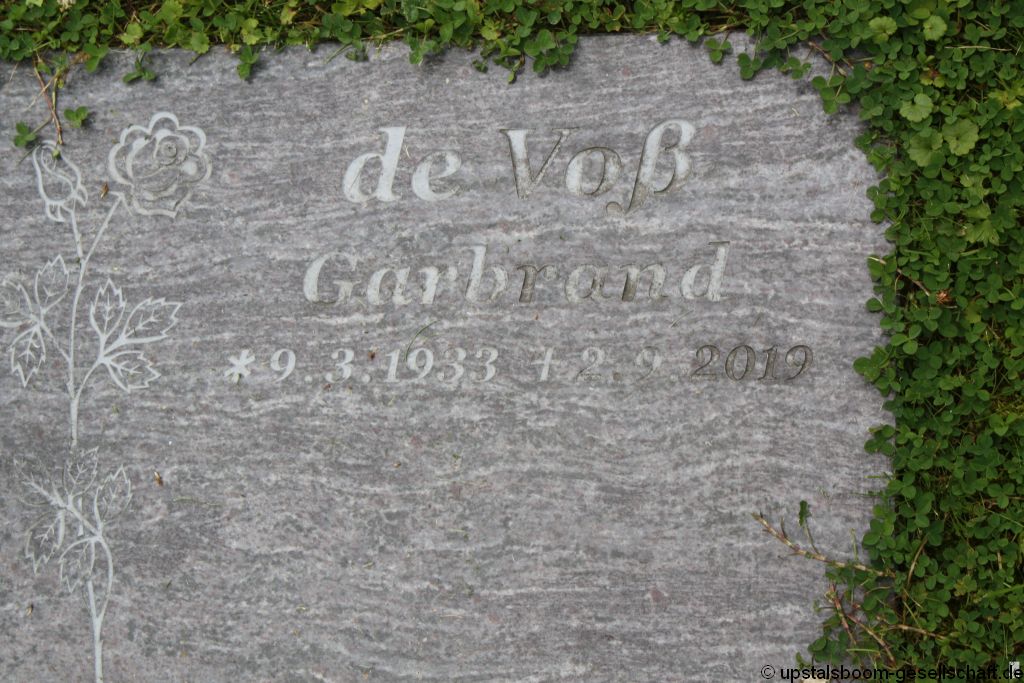 de Voß
Garbrand
* 9. 3. 1933 † 2. 9. 2019
© upstalsboom-gesellschaft.de